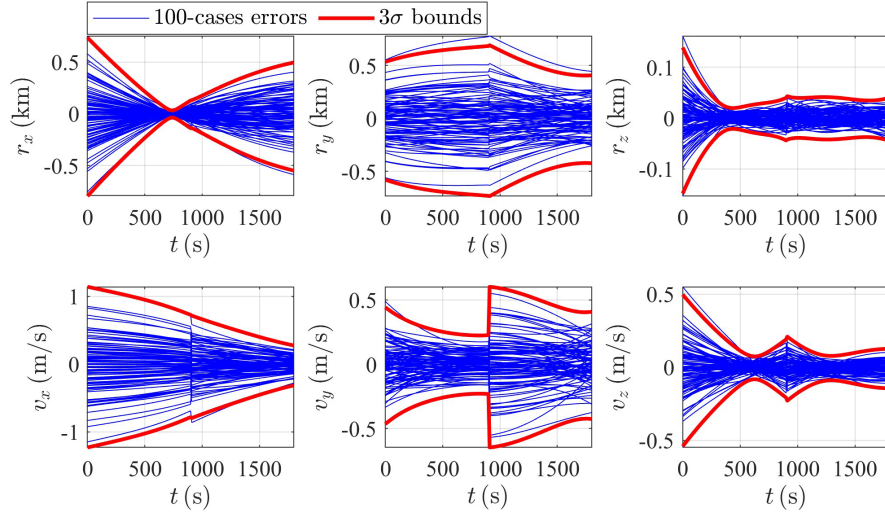 100-cases errors 3σ bounds
0.5
0
-0.5
r_x (km)
0 500 1000 1500
t (s)
0.5
0
-0.5
r_y (km)
0 500 1000 1500
t (s)
0.1
0
-0.1
r_z (km)
0 500 1000 1500
t (s)
1
0
-1
v_x (m/s)
0 500 1000 1500
t (s)
0.5
0
-0.5
v_y (m/s)
0 500 1000 1500
t (s)
0.5
0
-0.5
v_z (m/s)
0 500 1000 1500
t (s)